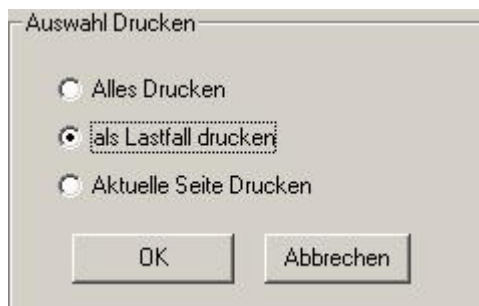 Auswahl Drucken
Alles Drucken
als Lastfall drucken
Aktuelle Seite Drucken
OK Abbrechen